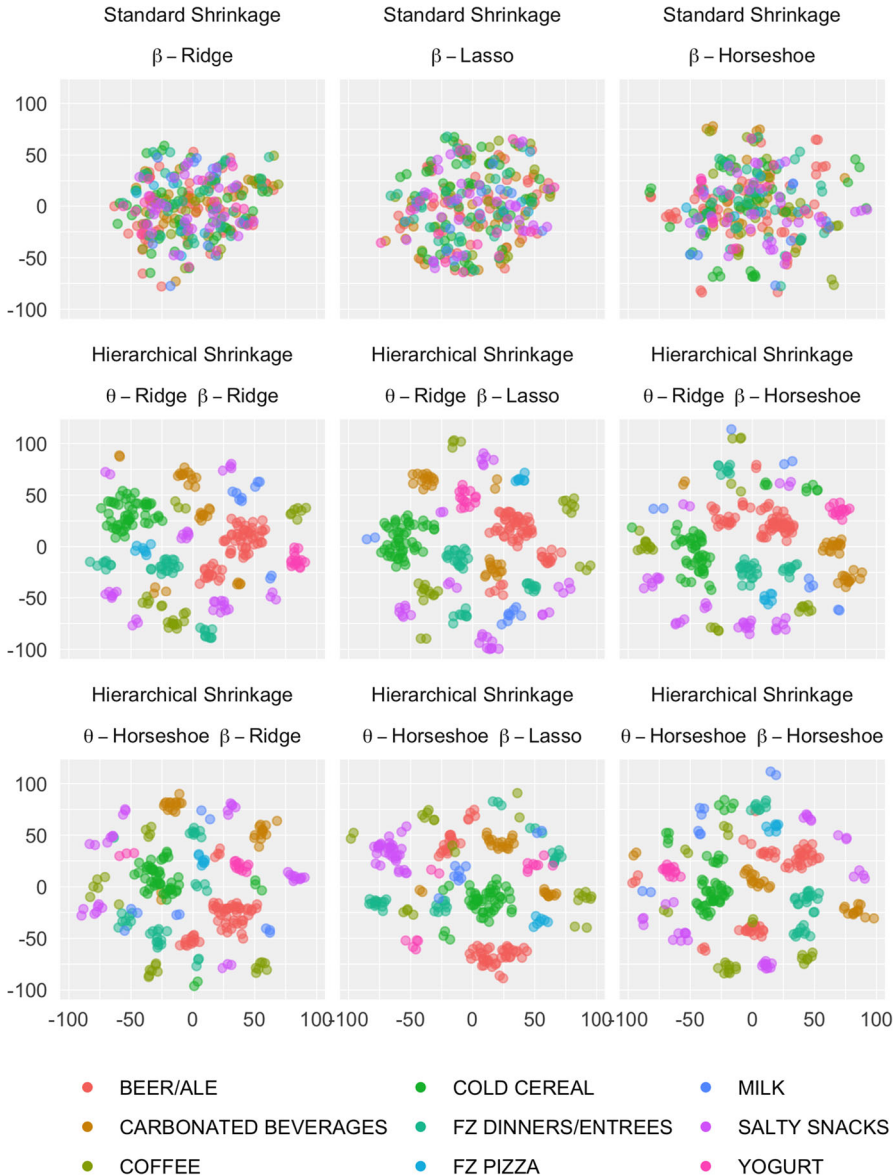 Standard Shrinkage Standard Shrinkage Standard Shrinkage
β – Ridge β – Lasso β – Horseshoe
100
50
0
-50
-100
Hierarchical Shrinkage Hierarchical Shrinkage Hierarchical Shrinkage
θ – Ridge β – Ridge θ – Ridge β – Lasso θ – Ridge β – Horseshoe
100
50
0
-50
-100
Hierarchical Shrinkage Hierarchical Shrinkage Hierarchical Shrinkage
θ – Horseshoe β – Ridge θ – Horseshoe β – Lasso θ – Horseshoe β – Horseshoe
100
50
0
-50
-100
-100 -50 0 50 100 -100 -50 0 50 100 -100 -50 0 50 100
BEER/ALE COLD CEREAL MILK
CARBONATED BEVERAGES FZ DINNERS/ENTREES SALTY SNACKS
COFFEE FZ PIZZA YOGURT